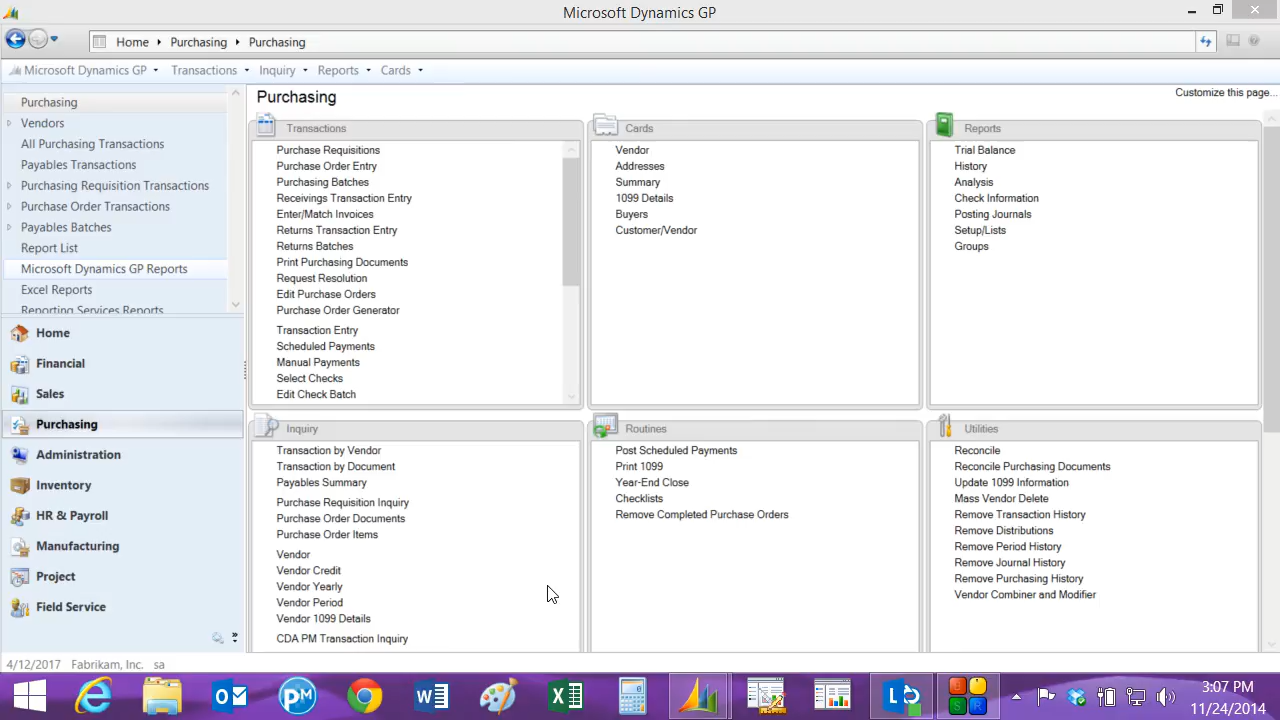 Microsoft Dynamics GP
Home Purchasing Purchasing
Microsoft Dynamics GP Transactions Inquiry Reports Cards
Customize this page...
Purchasing
Vendors
All Purchasing Transactions
Payables Transactions
Purchasing Requisition Transactions
Purchase Order Transactions
Payables Batches
Report List
Microsoft Dynamics GP Reports
Excel Reports
Reporting Services Reports
Home
Financial
Sales
Purchasing
Administration
Inventory
HR & Payroll
Manufacturing
Project
Field Service
Purchasing
Transactions
Purchase Requisitions
Purchase Order Entry
Purchasing Batches
Receivings Transaction Entry
Enter/Match Invoices
Returns Transaction Entry
Returns Batches
Print Purchasing Documents
Request Resolution
Edit Purchase Orders
Purchase Order Generator
Transaction Entry
Scheduled Payments
Manual Payments
Select Checks
Edit Check Batch
Cards
Vendor
Addresses
Summary
1099 Details
Buyers
Customer/Vendor
Reports
Trial Balance
History
Analysis
Check Information
Posting Journals
Setup/Lists
Groups
Inquiry
Transaction by Vendor
Transaction by Document
Payables Summary
Purchase Requisition Inquiry
Purchase Order Documents
Purchase Order Items
Vendor
Vendor Credit
Vendor Yearly
Vendor Period
Vendor 1099 Details
CDA PM Transaction Inquiry
Routines
Post Scheduled Payments
Print 1099
Year-End Close
Checklists
Remove Completed Purchase Orders
Utilities
Reconcile
Reconcile Purchasing Documents
Update 1099 Information
Mass Vendor Delete
Remove Transaction History
Remove Distributions
Remove Period History
Remove Journal History
Remove Purchasing History
Vendor Combiner and Modifier
4/12/2017 Fabrikam, Inc. sa
3:07 PM
11/24/2014